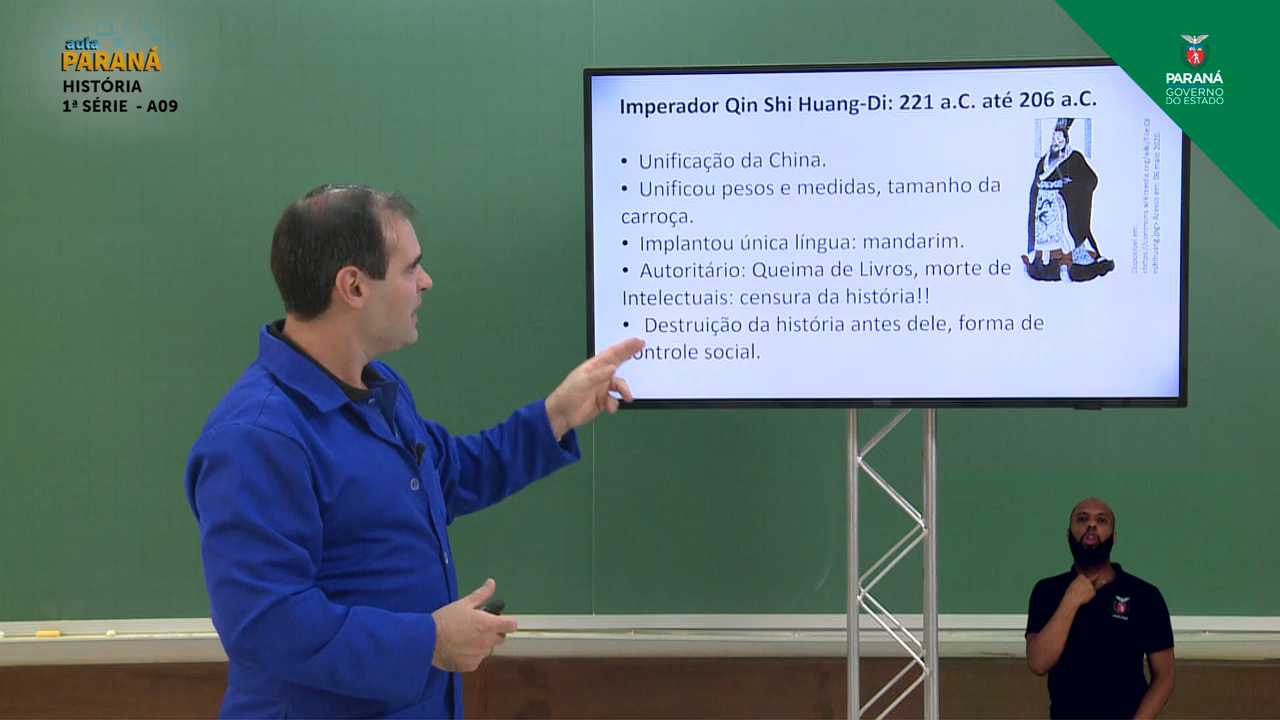 aula
PARANÁ
HISTÓRIA
1ª SÉRIE - A09
PARANÁ
GOVERNO
DO ESTADO
Imperador Qin Shi Huang-Di: 221 a.C. até 206 a.C.
• Unificação da China.
• Unificou pesos e medidas, tamanho da
carroça.
• Implantou única língua: mandarim.
• Autoritário: Queima de Livros, morte de
Intelectuais: censura da história!!
• Destruição da história antes dele, forma de
ontrole social.
Disponível em: